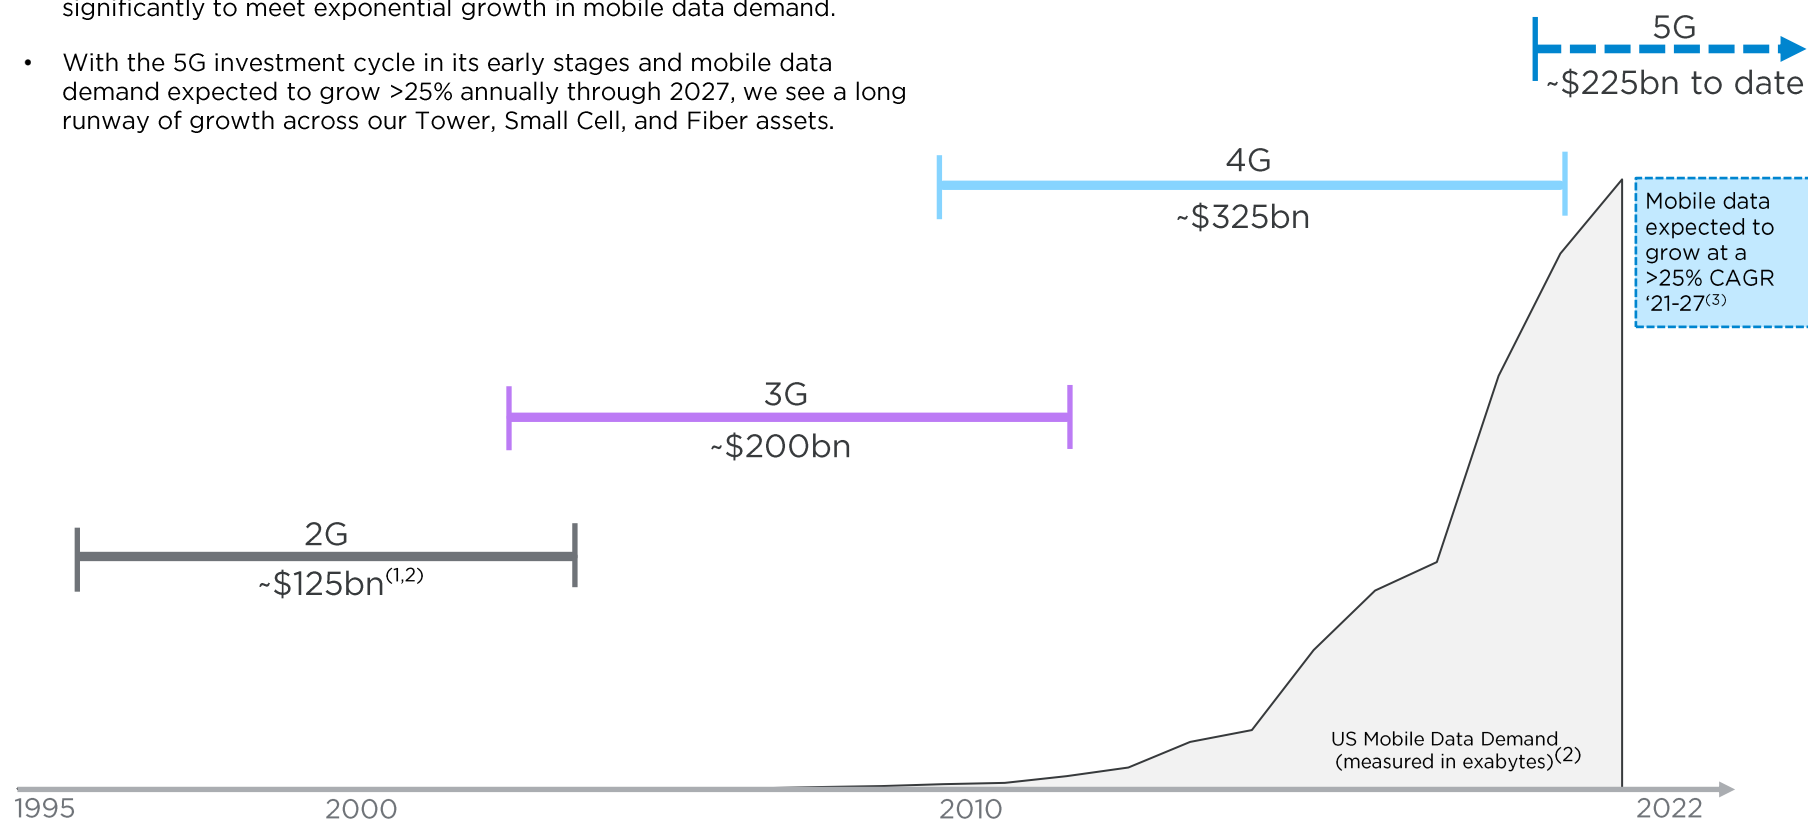 significantly to meet exponential growth in mobile data demand.
• With the 5G investment cycle in its early stages and mobile data
demand expected to grow >25% annually through 2027, we see a long
runway of growth across our Tower, Small Cell, and Fiber assets.
5G
~$225bn to date
4G
~$325bn
Mobile data
expected to
grow at a
>25% CAGR
‘21-27(3)
3G
~$200bn
2G
~$125bn(1,2)
US Mobile Data Demand
(measured in exabytes)(2)
1995
2000
2010
2022